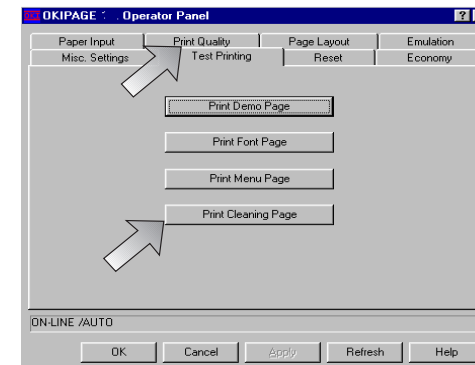 OKIPAGE Operator Panel
Paper Input Print Quality Page Layout Emulation
Misc. Settings Test Printing Reset Economy
Print Demo Page
Print Font Page
Print Menu Page
Print Cleaning Page
ON-LINE /AUTO
OK Cancel Apply Refresh Help